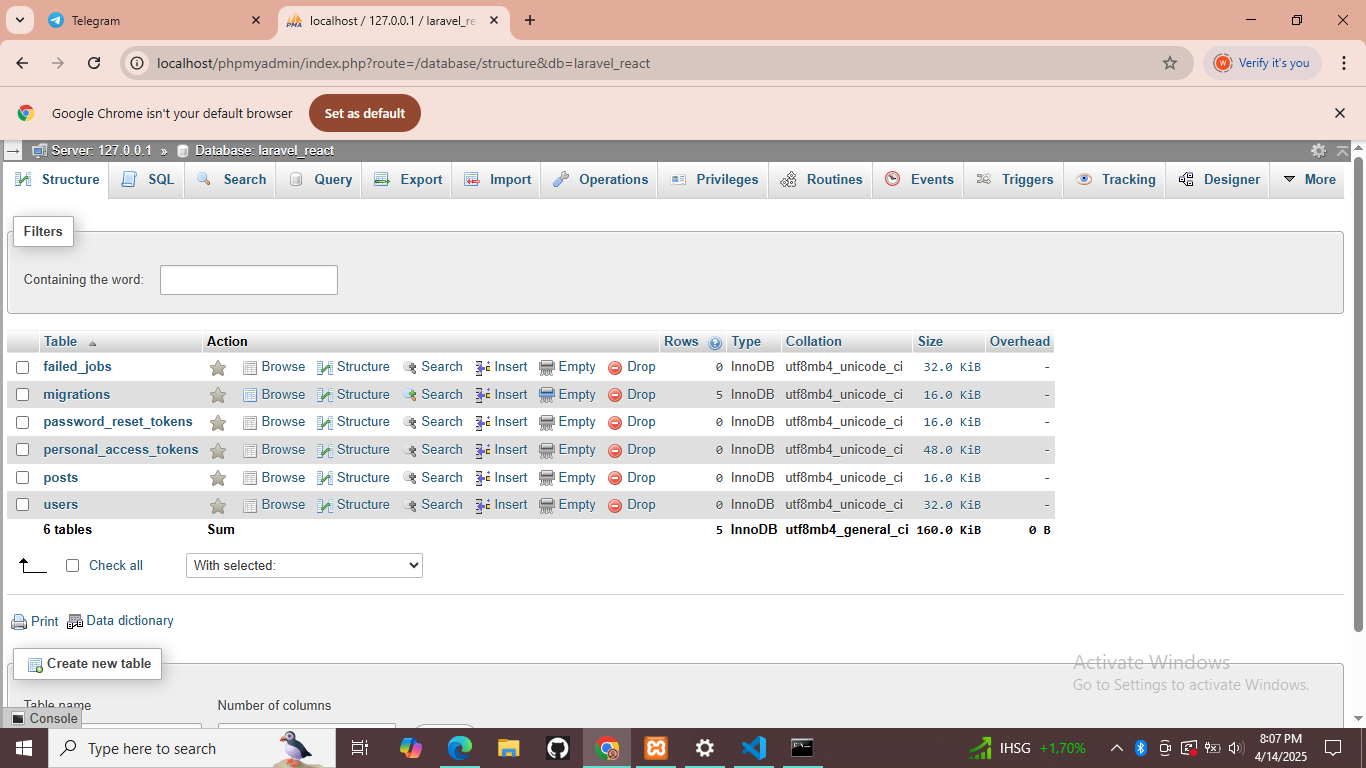 Telegram
localhost / 127.0.0.1 / laravel_re
localhost/phpmyadmin/index.php?route=/database/structure&db=laravel_react
W Verify it's you
Google Chrome isn't your default browser Set as default
Server: 127.0.0.1 » Database: laravel_react
Structure SQL Search Query Export Import Operations Privileges Routines Events Triggers Tracking Designer More
Filters
Containing the word:
Table Action Rows Type Collation Size Overhead
failed_jobs Browse Structure Search Insert Empty Drop 0 InnoDB utf8mb4_unicode_ci 32.0 KiB -
migrations Browse Structure Search Insert Empty Drop 5 InnoDB utf8mb4_unicode_ci 16.0 KiB -
password_reset_tokens Browse Structure Search Insert Empty Drop 0 InnoDB utf8mb4_unicode_ci 16.0 KiB -
personal_access_tokens Browse Structure Search Insert Empty Drop 0 InnoDB utf8mb4_unicode_ci 48.0 KiB -
posts Browse Structure Search Insert Empty Drop 0 InnoDB utf8mb4_unicode_ci 16.0 KiB -
users Browse Structure Search Insert Empty Drop 0 InnoDB utf8mb4_unicode_ci 32.0 KiB -
6 tables Sum 5 InnoDB utf8mb4_general_ci 160.0 KiB 0 B
Check all With selected:
Print Data dictionary
Create new table
Table name Number of columns
Console
Activate Windows
Go to Settings to activate Windows.
Type here to search
IHSG +1,70%
8:07 PM
4/14/2025